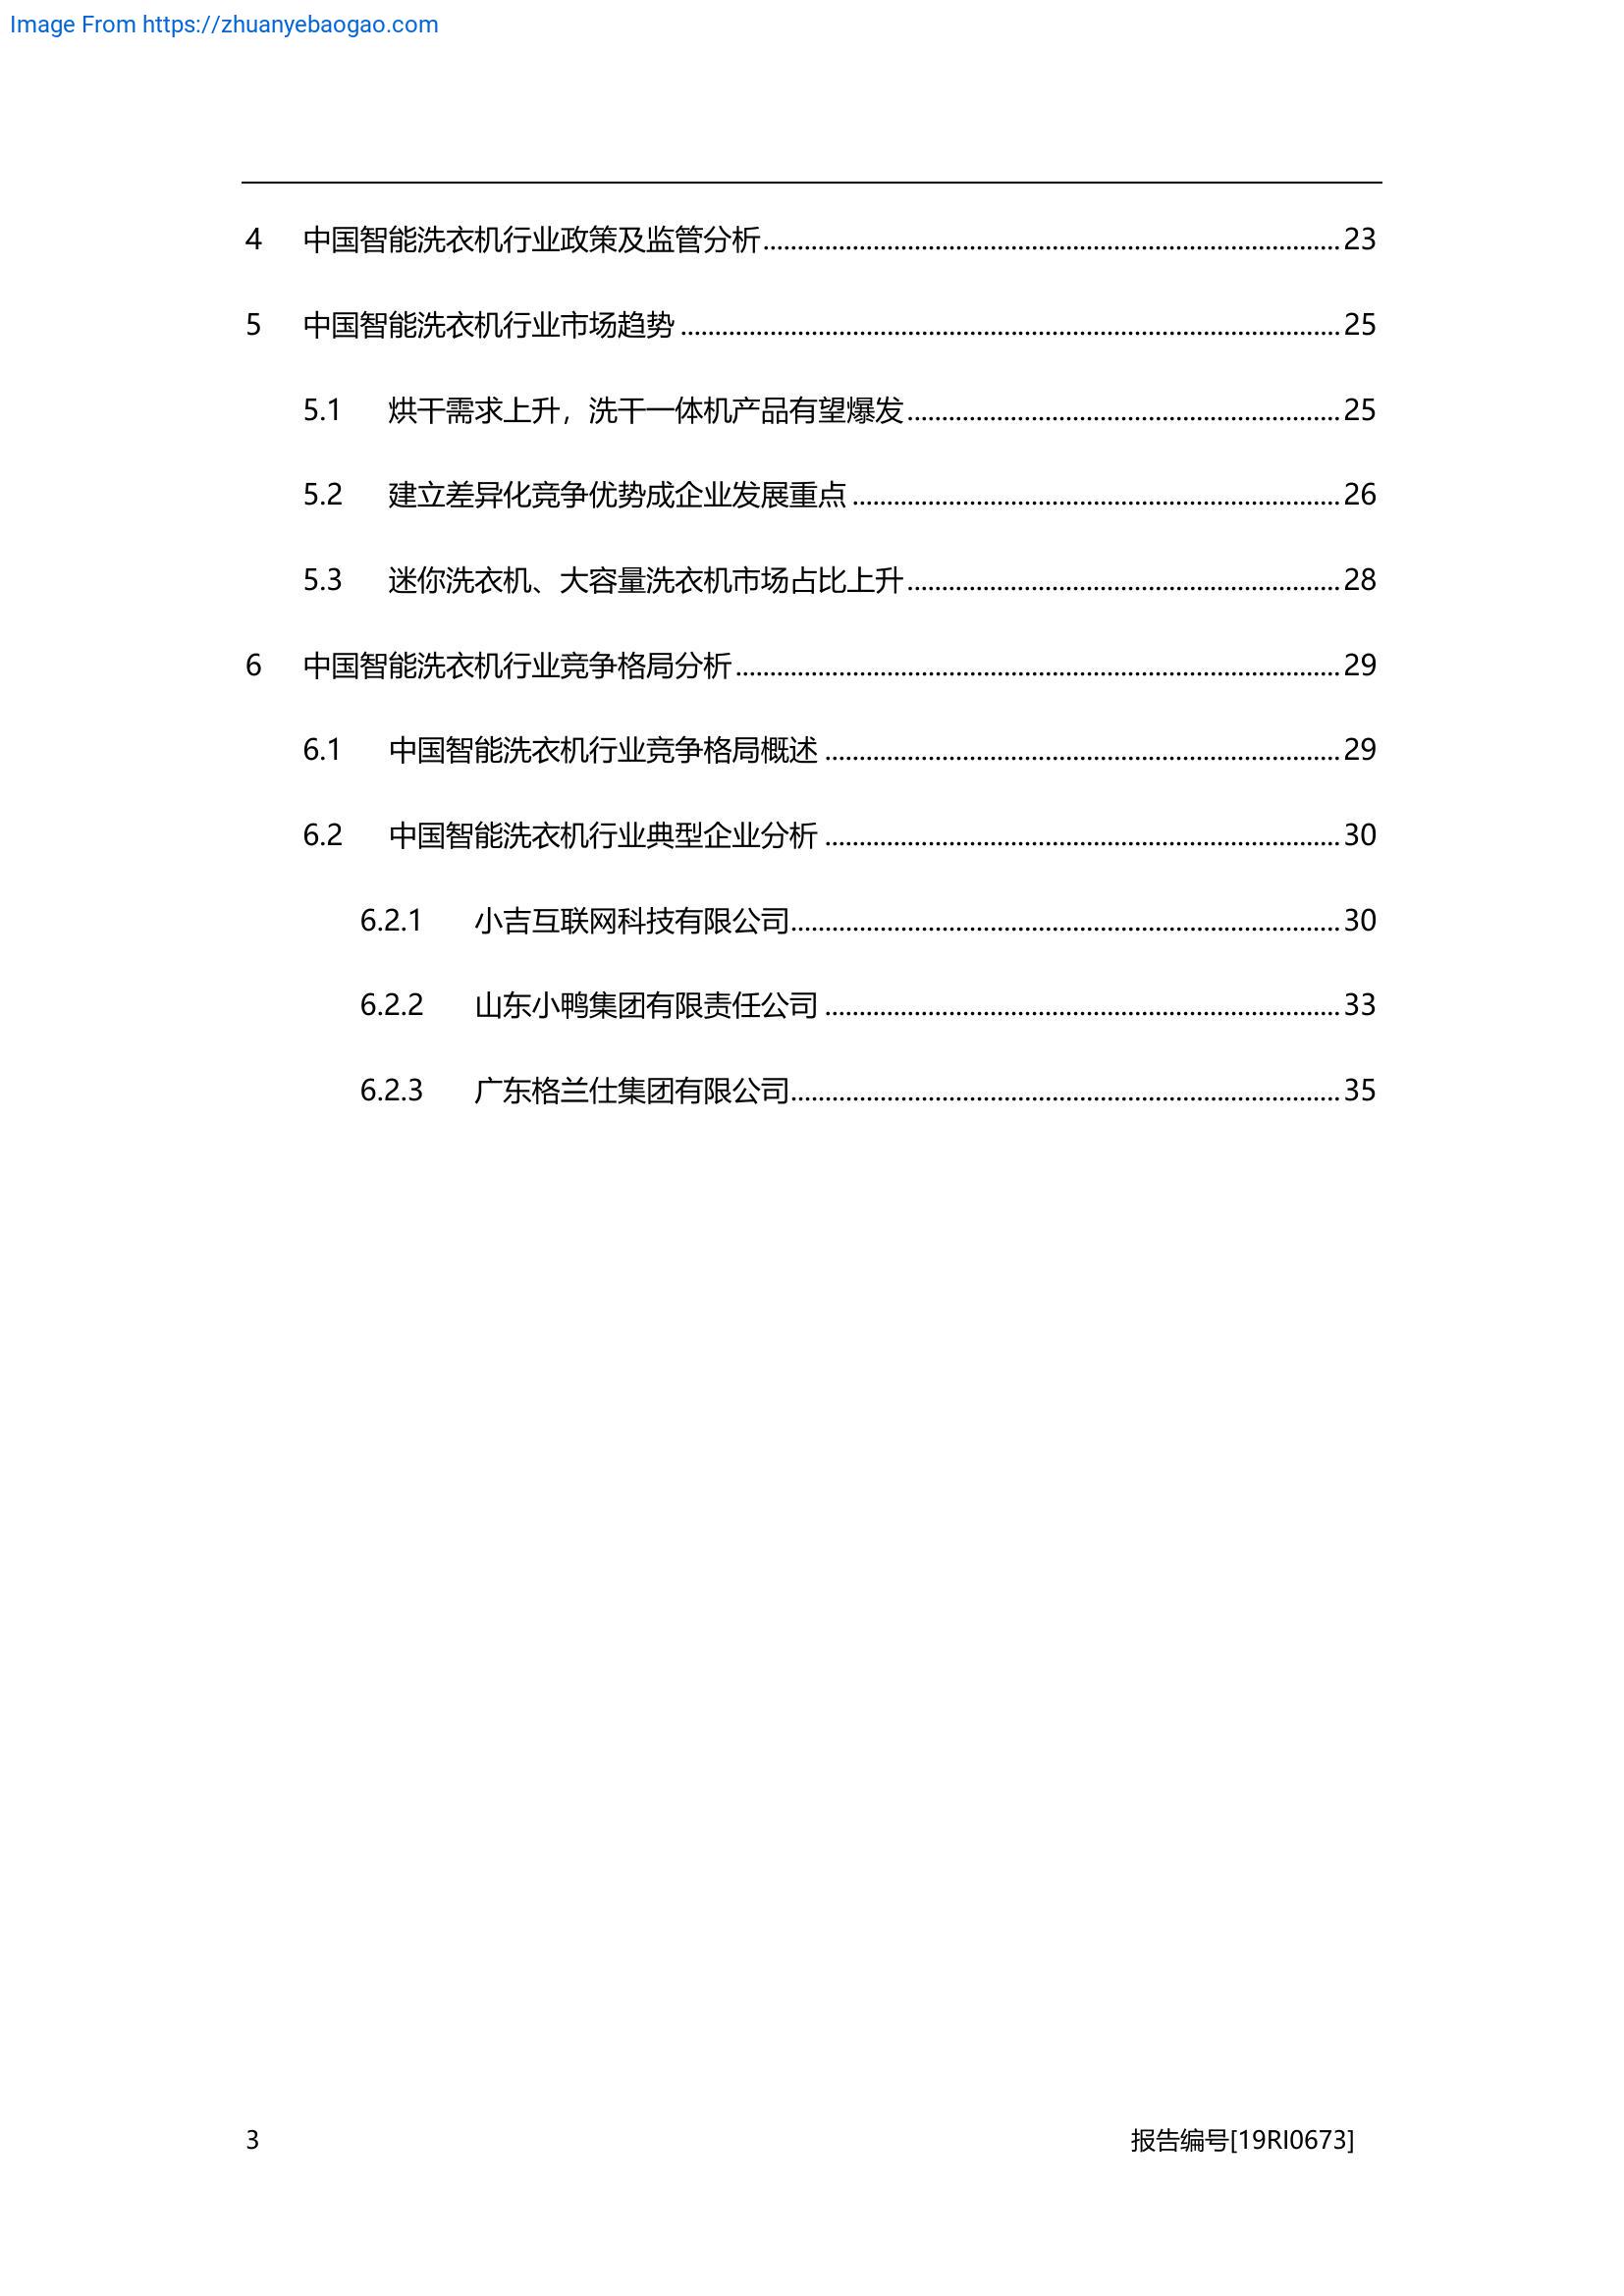 Image From https://zhuanyebaogao.com
4 中国智能洗衣机行业政策及监管分析 23
5 中国智能洗衣机行业市场趋势 25
5.1 烘干需求上升，洗干一体机产品有望爆发 25
5.2 建立差异化竞争优势成企业发展重点 26
5.3 迷你洗衣机、大容量洗衣机市场占比上升 28
6 中国智能洗衣机行业竞争格局分析 29
6.1 中国智能洗衣机行业竞争格局概述 29
6.2 中国智能洗衣机行业典型企业分析 30
6.2.1 小吉互联网科技有限公司 30
6.2.2 山东小鸭集团有限责任公司 33
6.2.3 广东格兰仕集团有限公司 35
3 报告编号[19RI0673]